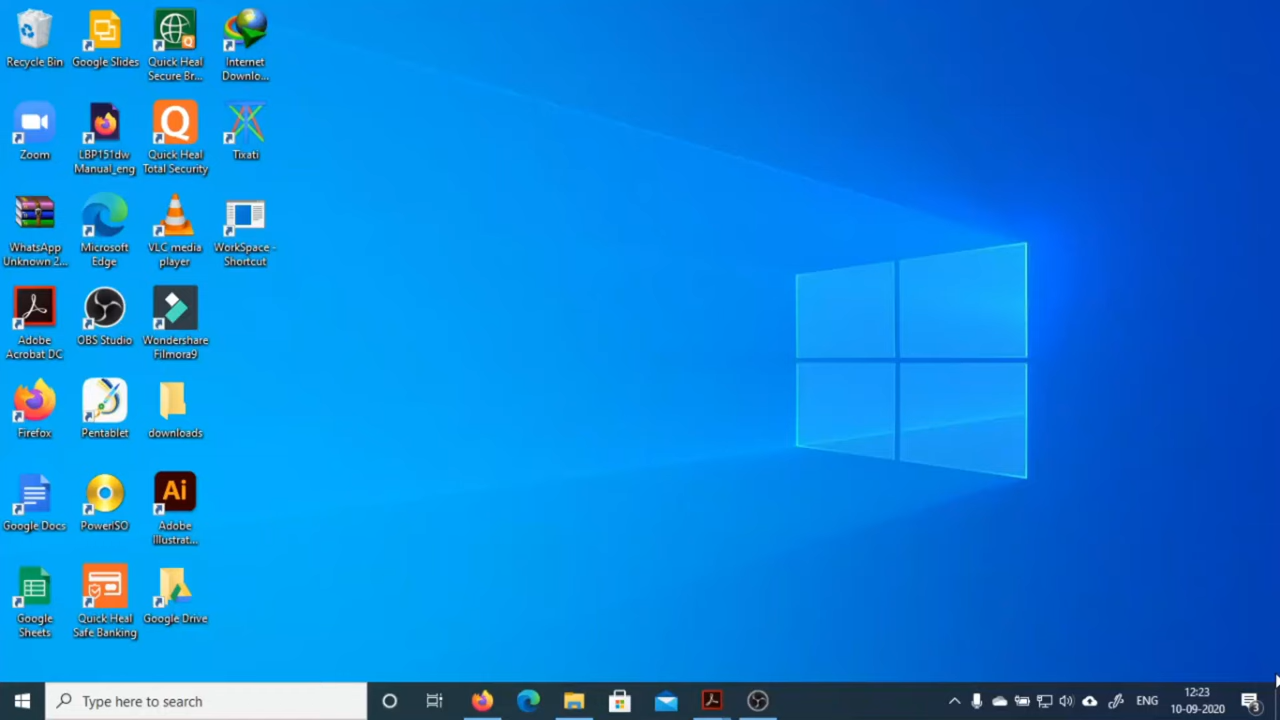 Recycle Bin
Google Slides
Quick Heal
Secure Br...
Internet
Downlo...
Zoom
LBP151dw
Manual_eng
Q
Quick Heal
Total Security
Tixati
WhatsApp
Unknown 2...
Microsoft
Edge
VLC media
player
WorkSpace -
Shortcut
Adobe
Acrobat DC
OBS Studio
Wondershare
Filmora9
Firefox
Pentablet
downloads
Google Docs
PowerISO
Ai
Adobe
Illustrat...
Google
Sheets
Quick Heal
Safe Banking
Google Drive
Type here to search
ENG
12:23
10-09-2020
3